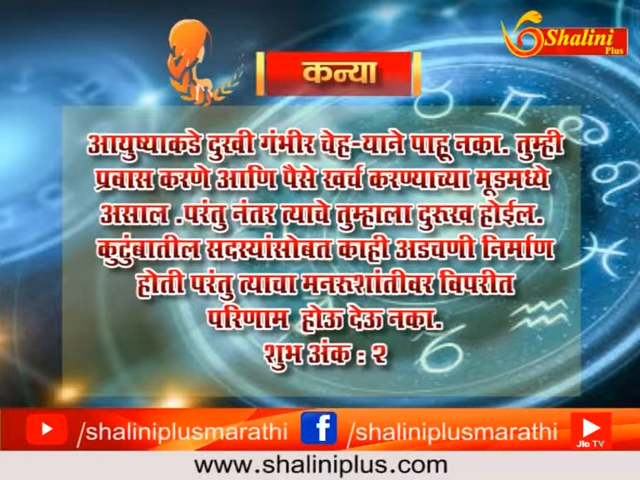 Shalini
Plus
कन्या
आयुष्याकडे दुखी गंभीर चेह-याने पाहू नका. तुम्ही
प्रवास करणे आणि पैसे खर्च करण्याच्या मूडमध्ये
असाल .परंतु नंतर त्याचे तुम्हाला दुरुख होईल.
कुटुंबातील सदस्यांसोबत काही अडचणी निर्माण
होती परंतु त्याचा मनरुशांतीवर विपरीत
परिणाम होऊ देऊ नका.
शुभ अंक : २
/shaliniplusmarathi
/shaliniplusmarathi
Jio TV
www.shaliniplus.com